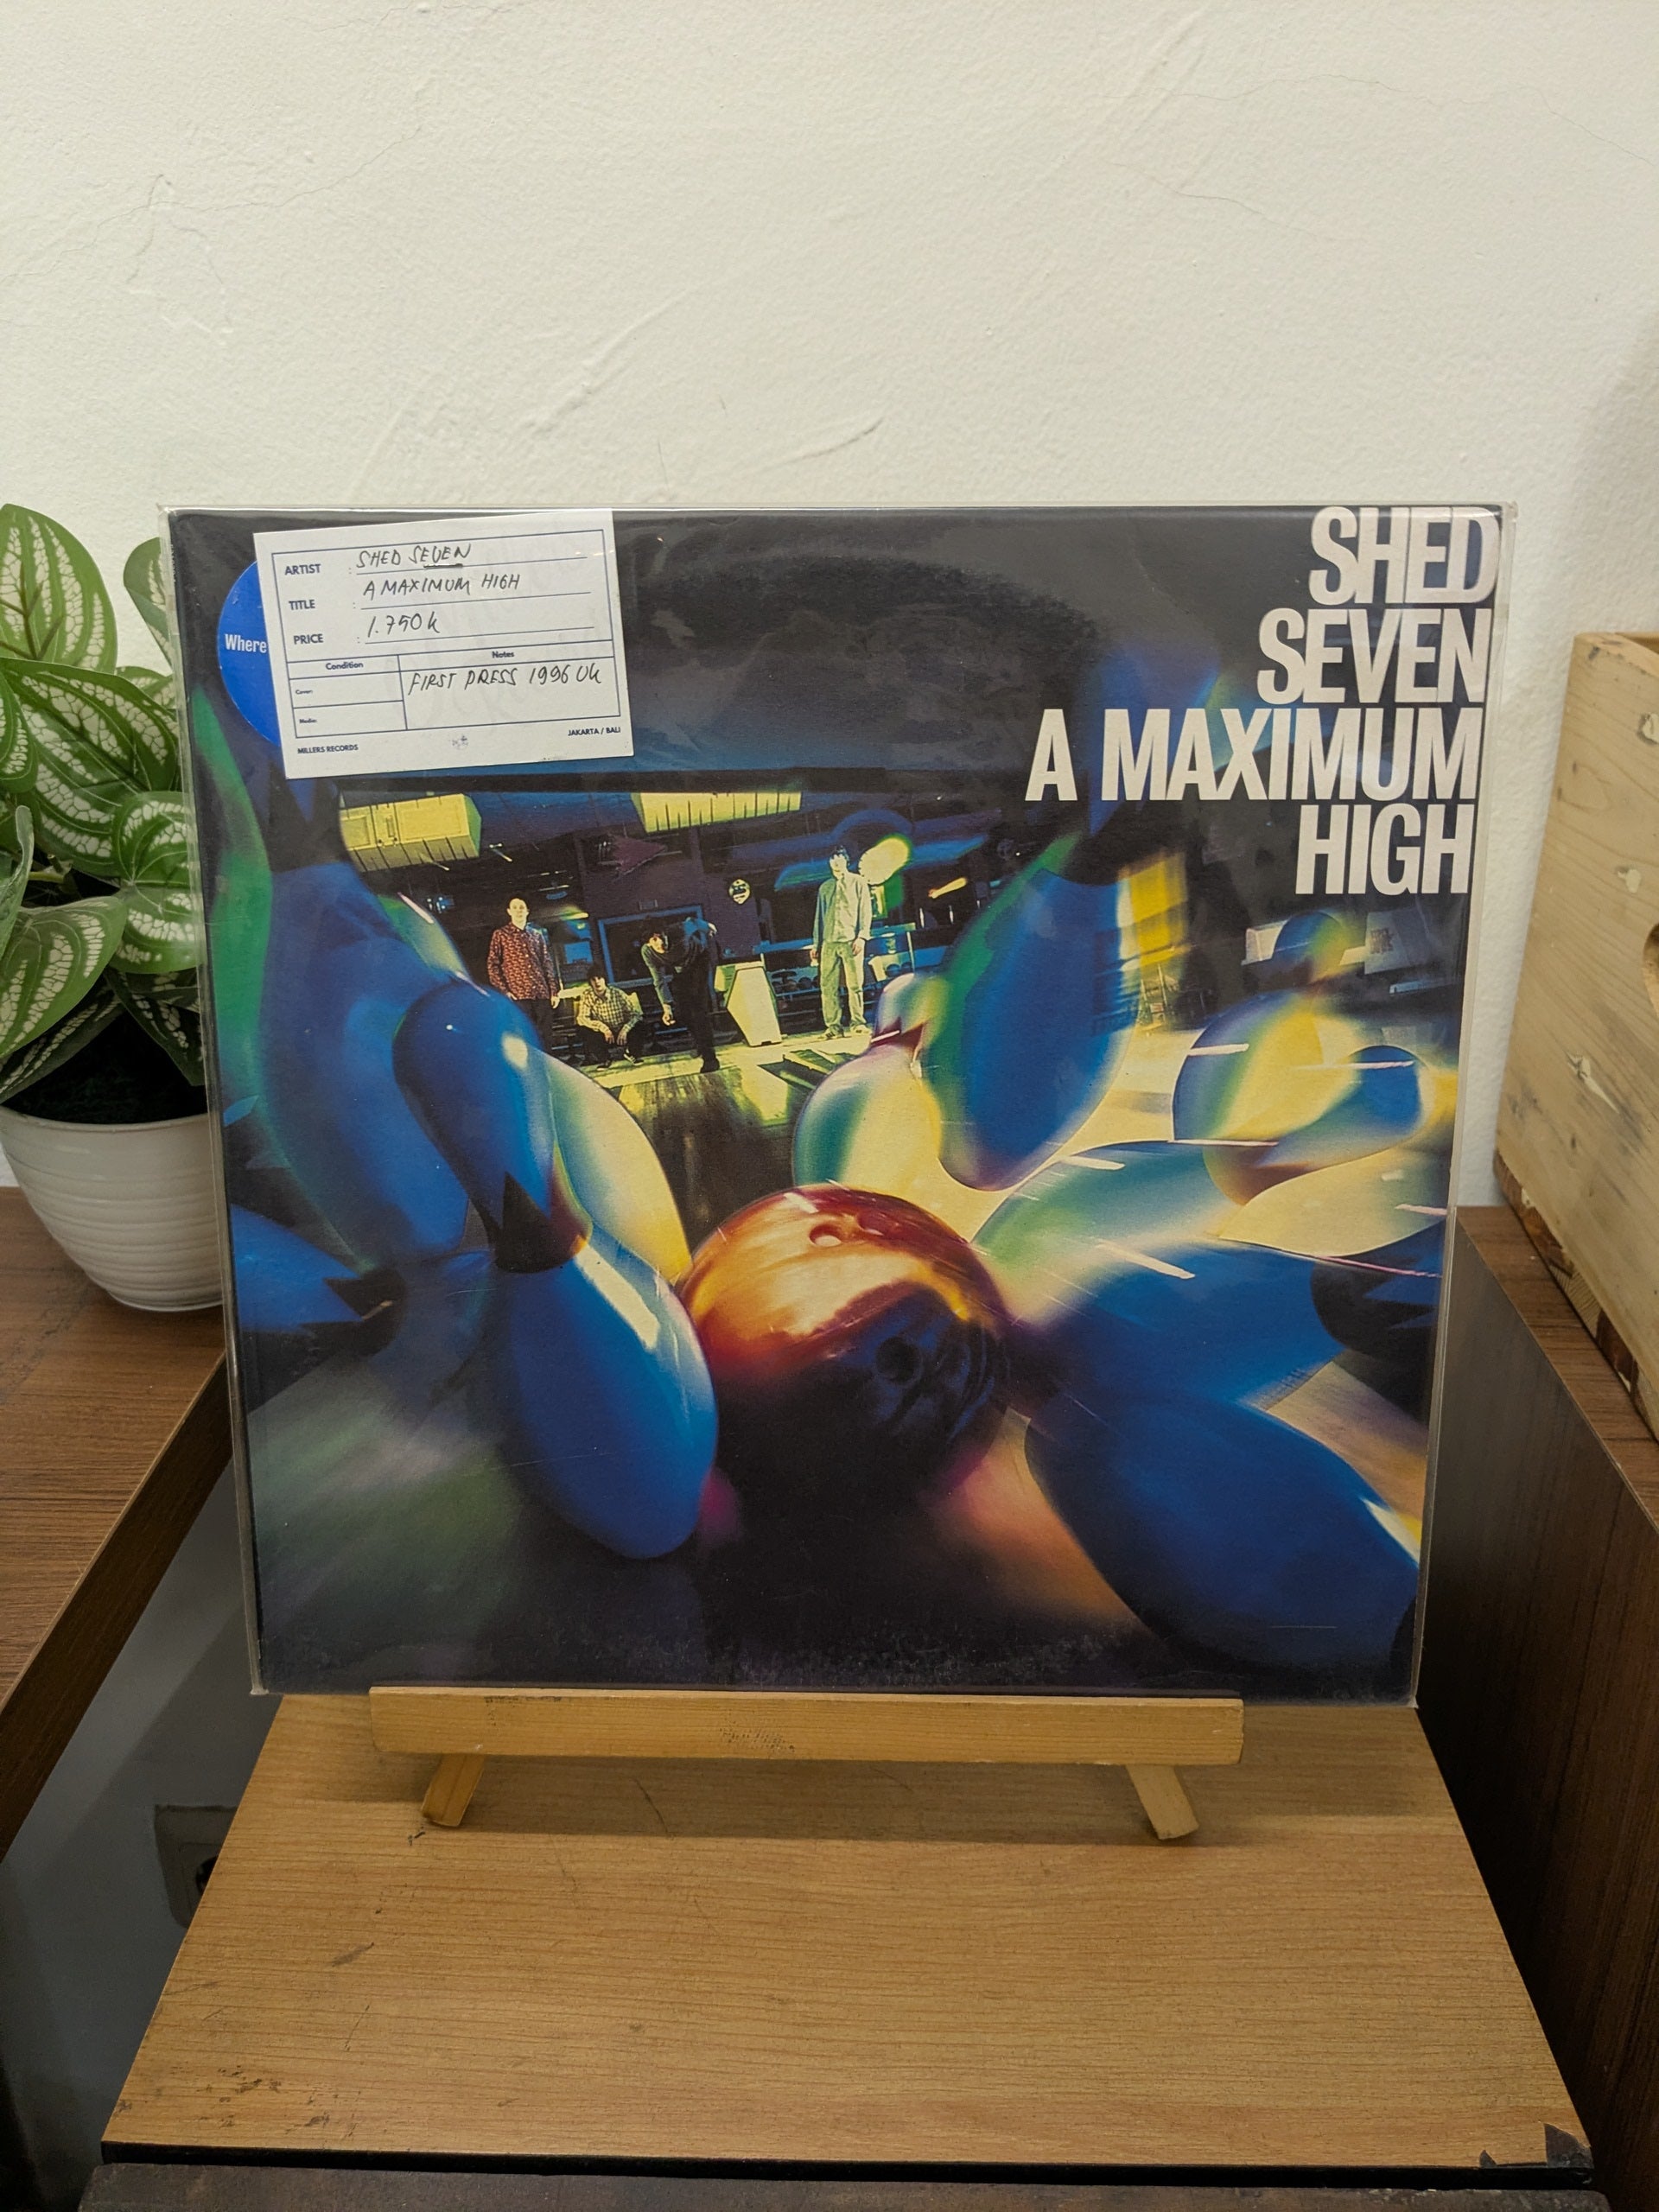 ARTIST : SHED SEVEN
TITLE : A MAXIMUM HIGH
PRICE : 1.750k
Condition Notes
Cover: FIRST PRESS 1996 UK
Media:
MILLERS RECORDS JAKARTA / BALI
Where
SHED
SEVEN
A MAXIMUM
HIGH